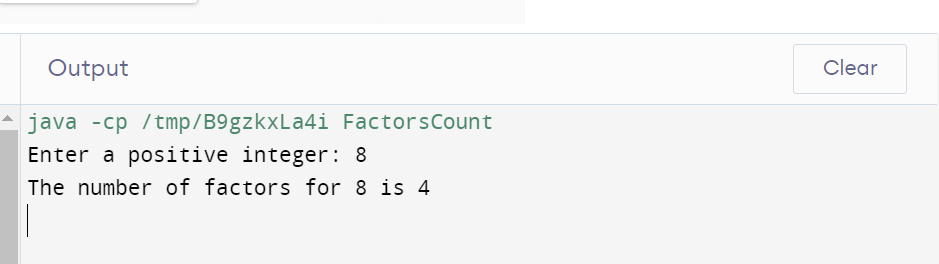 Output
Clear
java -cp /tmp/B9gzkxLa4i FactorsCount
Enter a positive integer: 8
The number of factors for 8 is 4